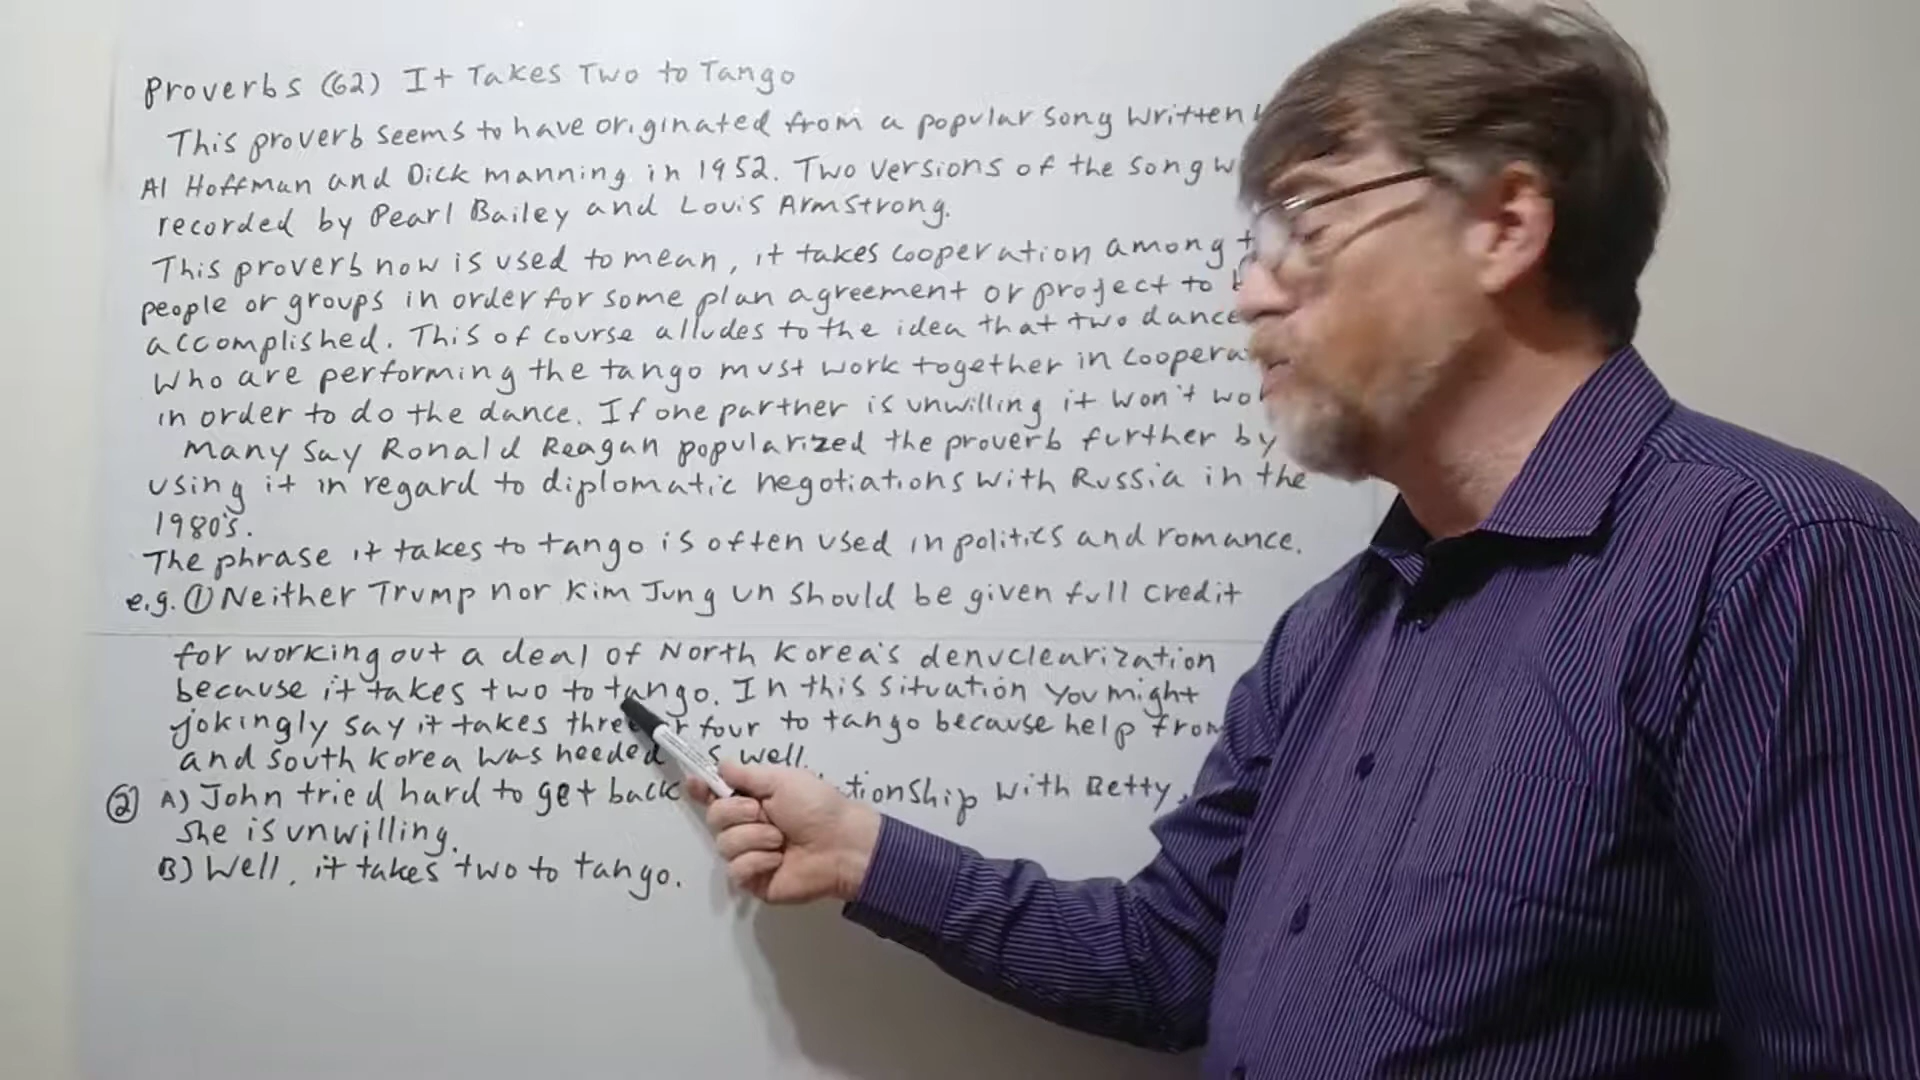 Proverbs (62) It Takes Two to Tango
This proverb seems to have originated from a popular song written
Al Hoffman and Dick manning in 1952. Two versions of the song
recorded by Pearl Bailey and Louis Armstrong.
This proverb now is used to mean, it takes cooperation among
people or groups in order for some plan agreement or project to
accomplished. This of course alludes to the idea that two
who are performing the tango must work together in
in order to do the dance. If one partner is unwilling it won't
many say Ronald Reagan popularized the proverb further by
using it in regard to diplomatic negotiations with Russia in the
1980's.
The phrase it takes to tango is often used in politics and romance.
e.g. ① Neither Trump nor Kim Jung un should be given full credit
for working out a deal of North Korea's denuclearization
because it takes two to tango. In this situation you might
jokingly say it takes four to tango because help from
and south Korea was needed well.
② A) John tried hard to get back with Betty,
she is unwilling.
B) Well, it takes two to tango.